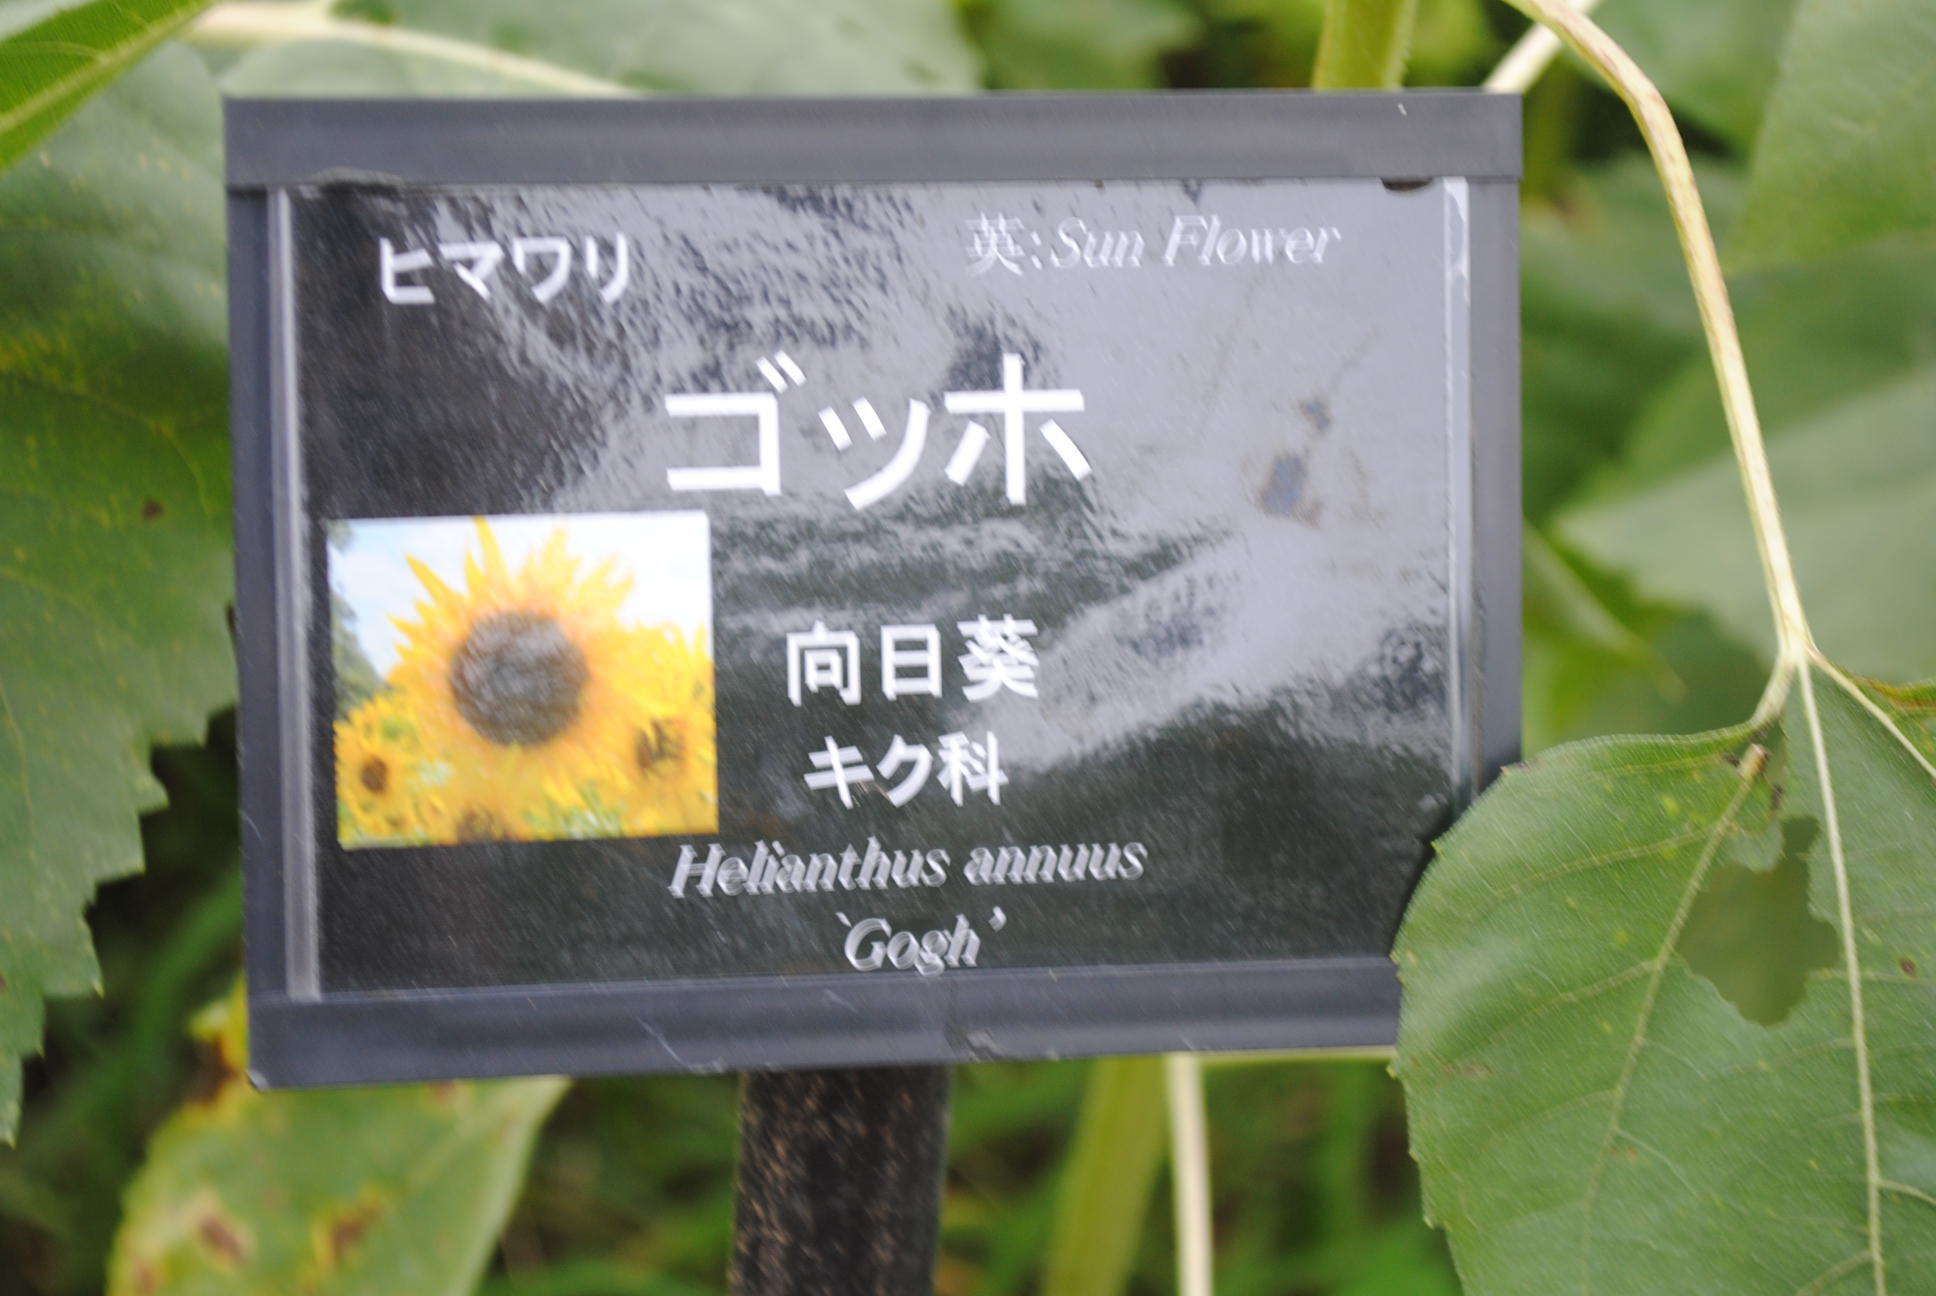 ヒマワリ
英:Sun Flower
ゴッホ
向日葵
キク科
Helianthus annuus
‘Gogh’